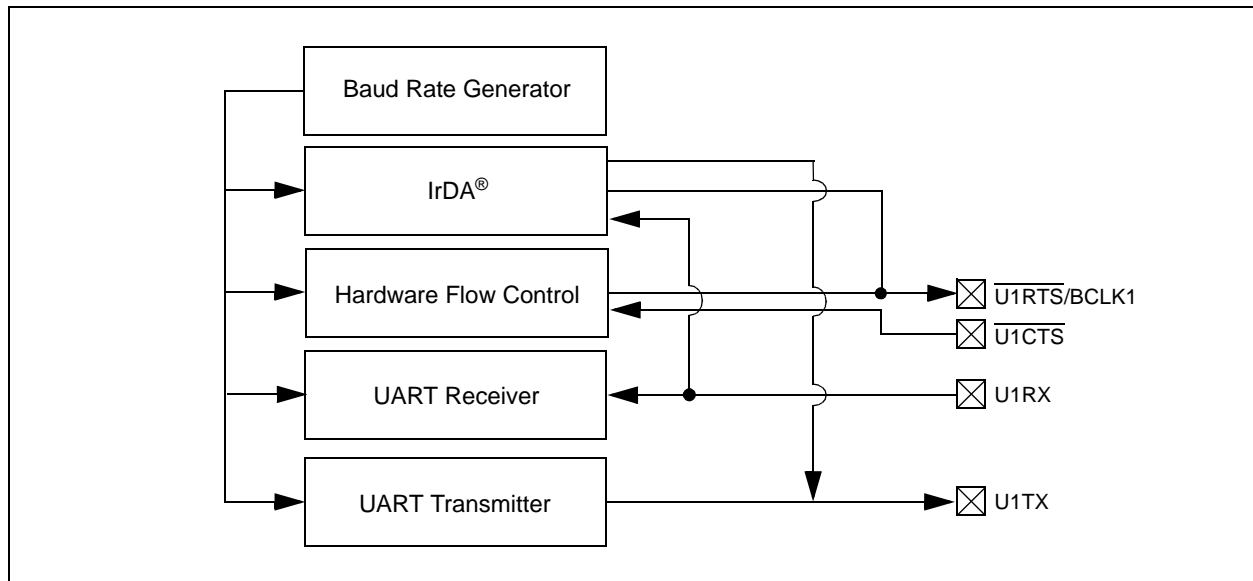 Baud Rate Generator
IrDA®
Hardware Flow Control
U1RTS/BCLK1
U1CTS
UART Receiver
U1RX
UART Transmitter
U1TX